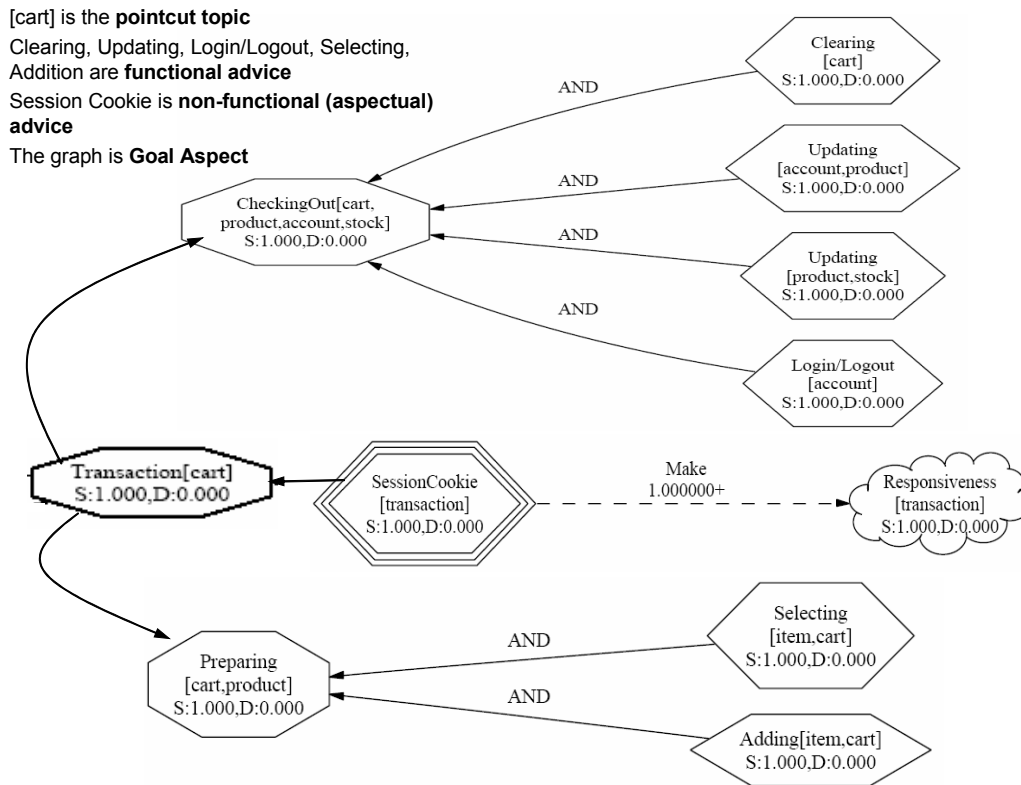 [cart] is the pointcut topic
Clearing, Updating, Login/Logout, Selecting,
Addition are functional advice
Session Cookie is non-functional (aspectual)
advice
The graph is Goal Aspect
Clearing
[cart]
S:1.000,D:0.000
AND
Updating
[account,product]
S:1.000,D:0.000
AND
CheckingOut[cart,
product,account,stock]
S:1.000,D:0.000
AND
Updating
[product,stock]
S:1.000,D:0.000
AND
Login/Logout
[account]
S:1.000,D:0.000
Transaction[cart]
S:1.000,D:0.000
SessionCookie
[transaction]
S:1.000,D:0.000
Make
1.000000+
Responsiveness
[transaction]
S:1.000,D:0.000
Selecting
[item,cart]
S:1.000,D:0.000
AND
Preparing
[cart,product]
S:1.000,D:0.000
AND
Adding[item,cart]
S:1.000,D:0.000